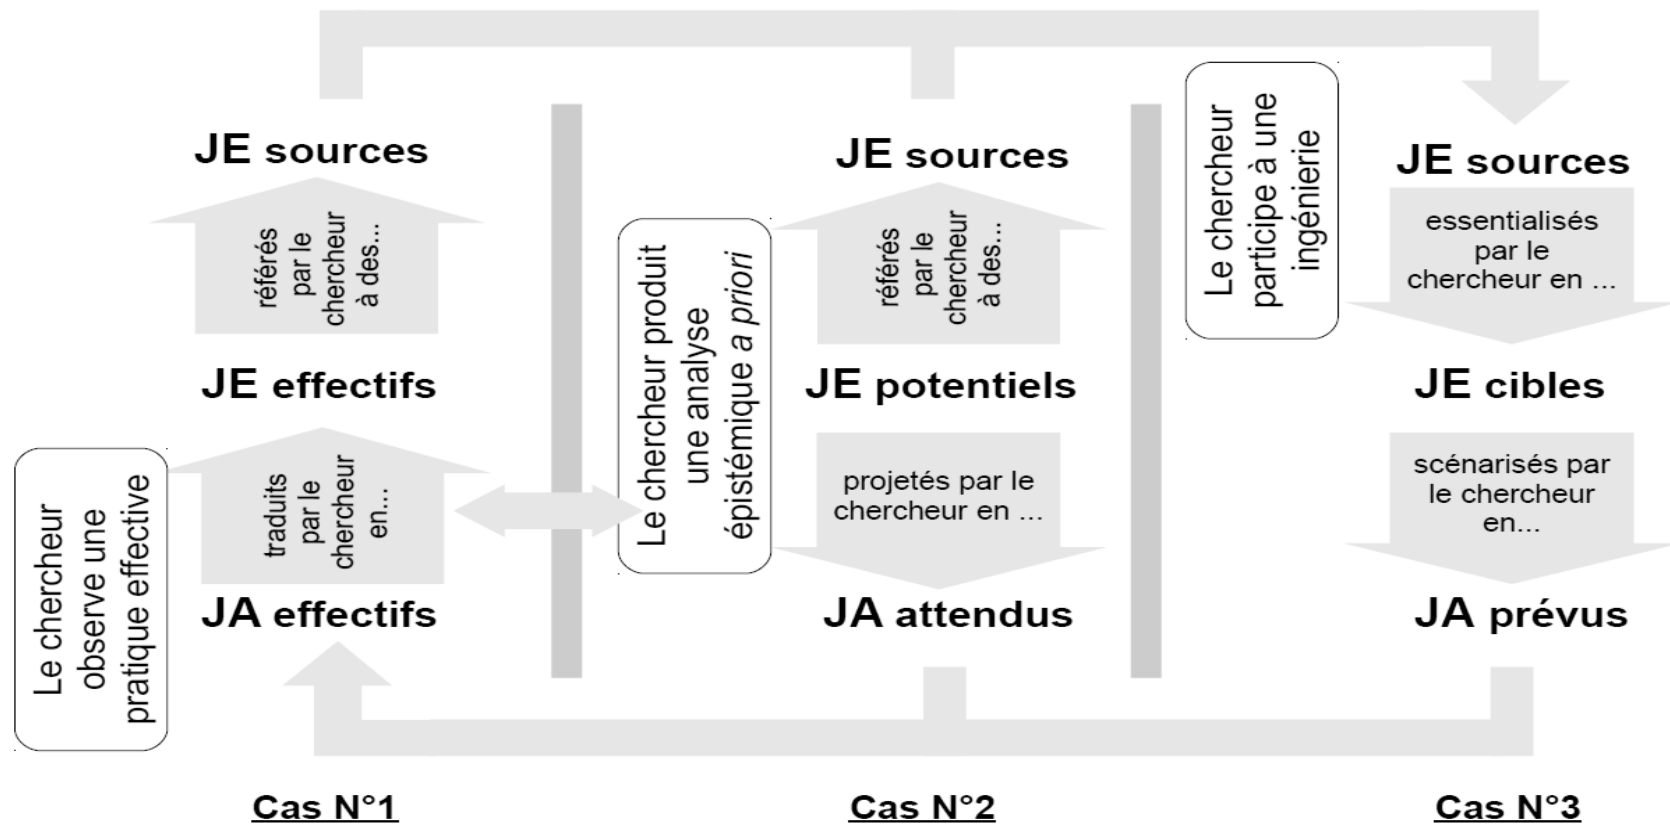 JE sources
référés
par le
chercheur
à des...
JE effectifs
traduits
par le
chercheur
en...
JA effectifs
Le chercheur
observe une
pratique effective
Cas N°1
JE sources
référés
par le
chercheur
à des...
Le chercheur produit
une analyse
épistémique a priori
JE potentiels
projetés par le
chercheur en ...
JA attendus
Cas N°2
Le chercheur
participe à une
ingénierie
JE sources
essentialisés
par le
chercheur en ...
JE cibles
scénarisés par
le chercheur
en...
JA prévus
Cas N°3